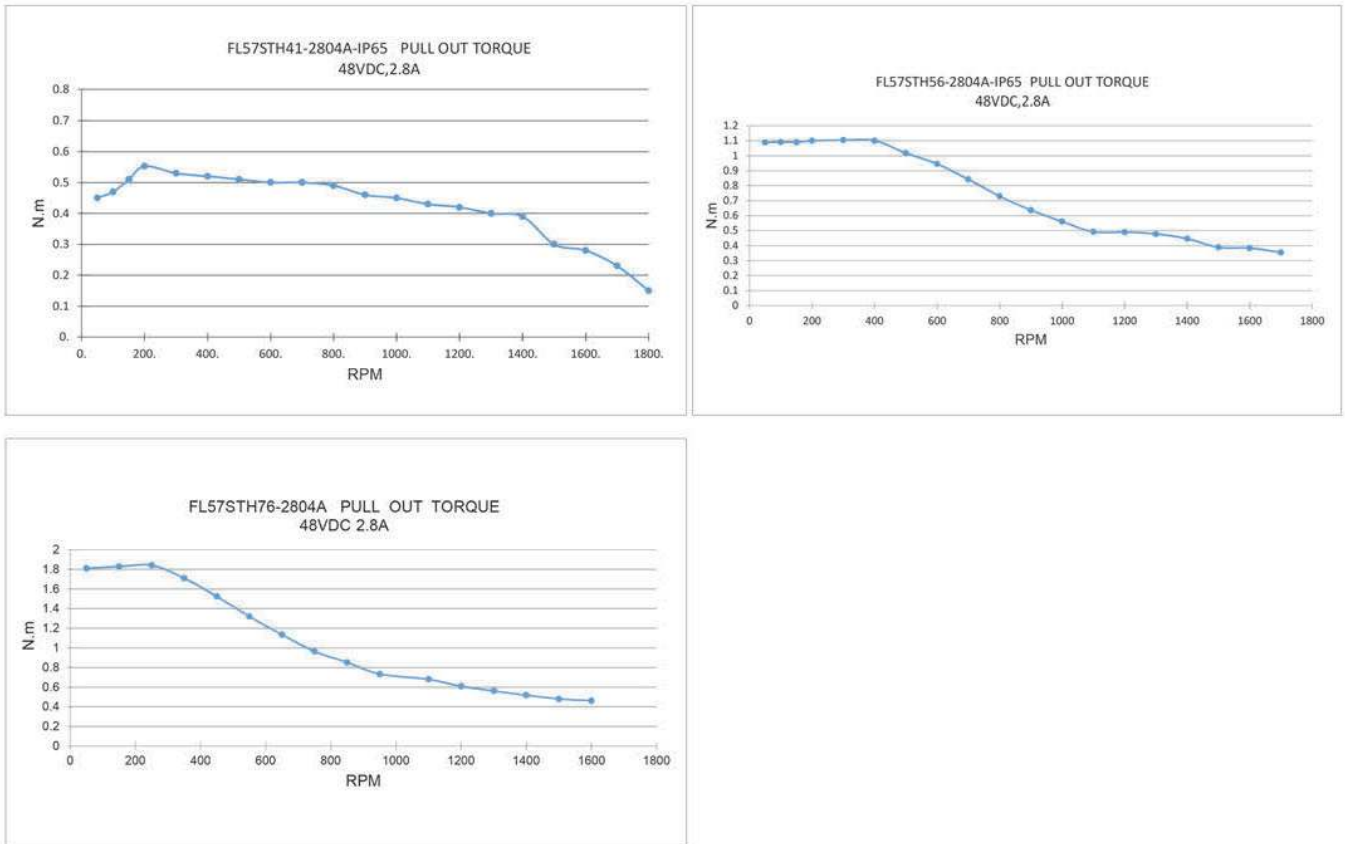 FL57STH41-2804A-IP65 PULL OUT TORQUE
48VDC,2.8A
0.8
0.7
0.6
0.5
0.4
0.3
0.2
0.1
0.
N.m
0. 200. 400. 600. 800. 1000. 1200. 1400. 1600. 1800.
RPM
FL57STH56-2804A-IP65 PULL OUT TORQUE
48VDC,2.8A
1.2
1.1
1
0.9
0.8
0.7
0.6
0.5
0.4
0.3
0.2
0.1
0
N.m
0 200 400 600 800 1000 1200 1400 1600 1800
RPM
FL57STH76-2804A PULL OUT TORQUE
48VDC 2.8A
2
1.8
1.6
1.4
1.2
1
0.8
0.6
0.4
0.2
0
N.m
0 200 400 600 800 1000 1200 1400 1600 1800
RPM